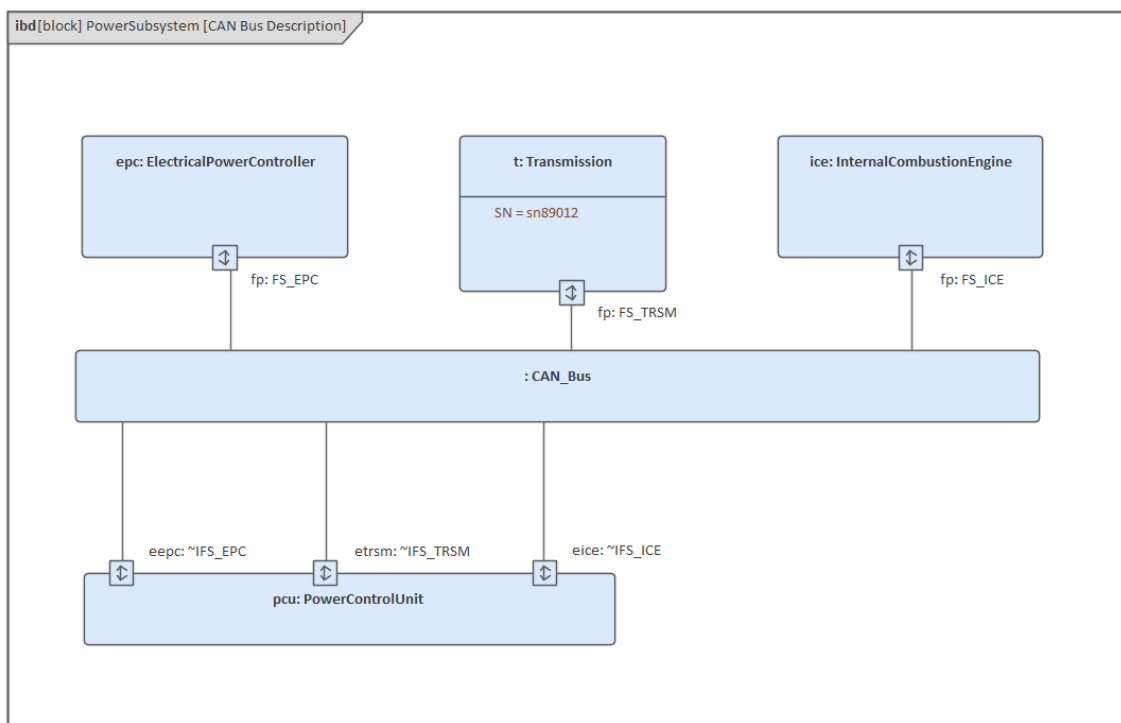 ibd [block] PowerSubsystem [CAN Bus Description]
epc: ElectricalPowerController
t: Transmission
ice: InternalCombustionEngine
SN = sn89012
fp: FS_EPC
fp: FS_TRSM
fp: FS_ICE
: CAN_Bus
eepc: ~IFS_EPC
etrsm: ~IFS_TRSM
eice: ~IFS_ICE
pcu: PowerControlUnit